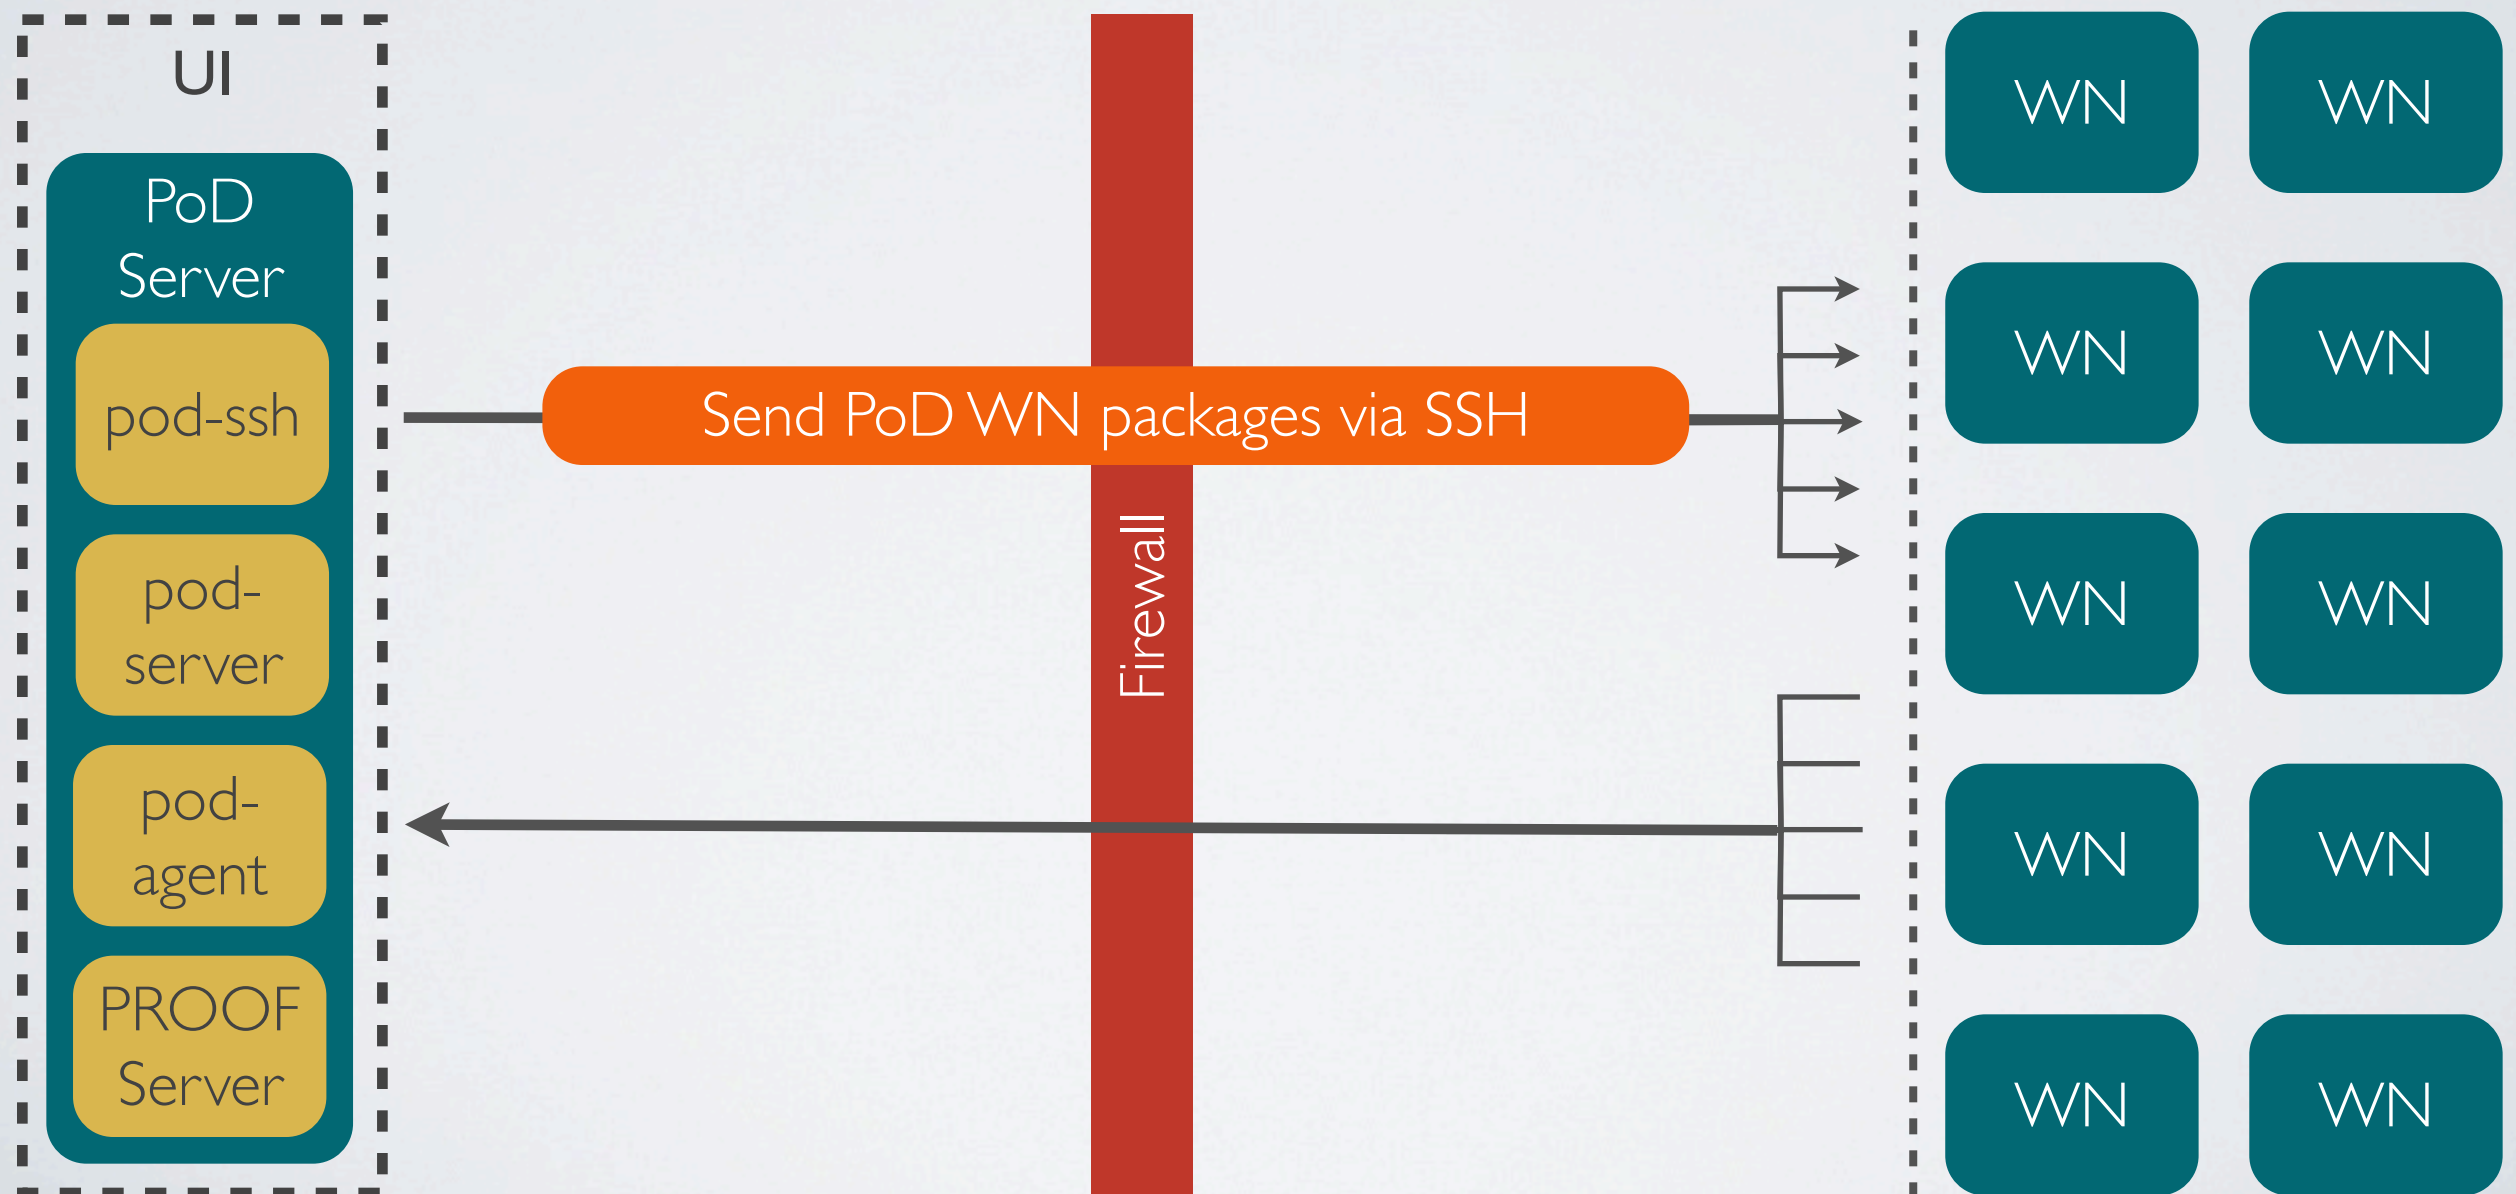 UI
PoD
Server
pod-ssh
pod-
server
pod-
agent
PROOF
Server
Send PoD WN packages via SSH
Firewall
WN
WN
WN
WN
WN
WN
WN
WN
WN
WN